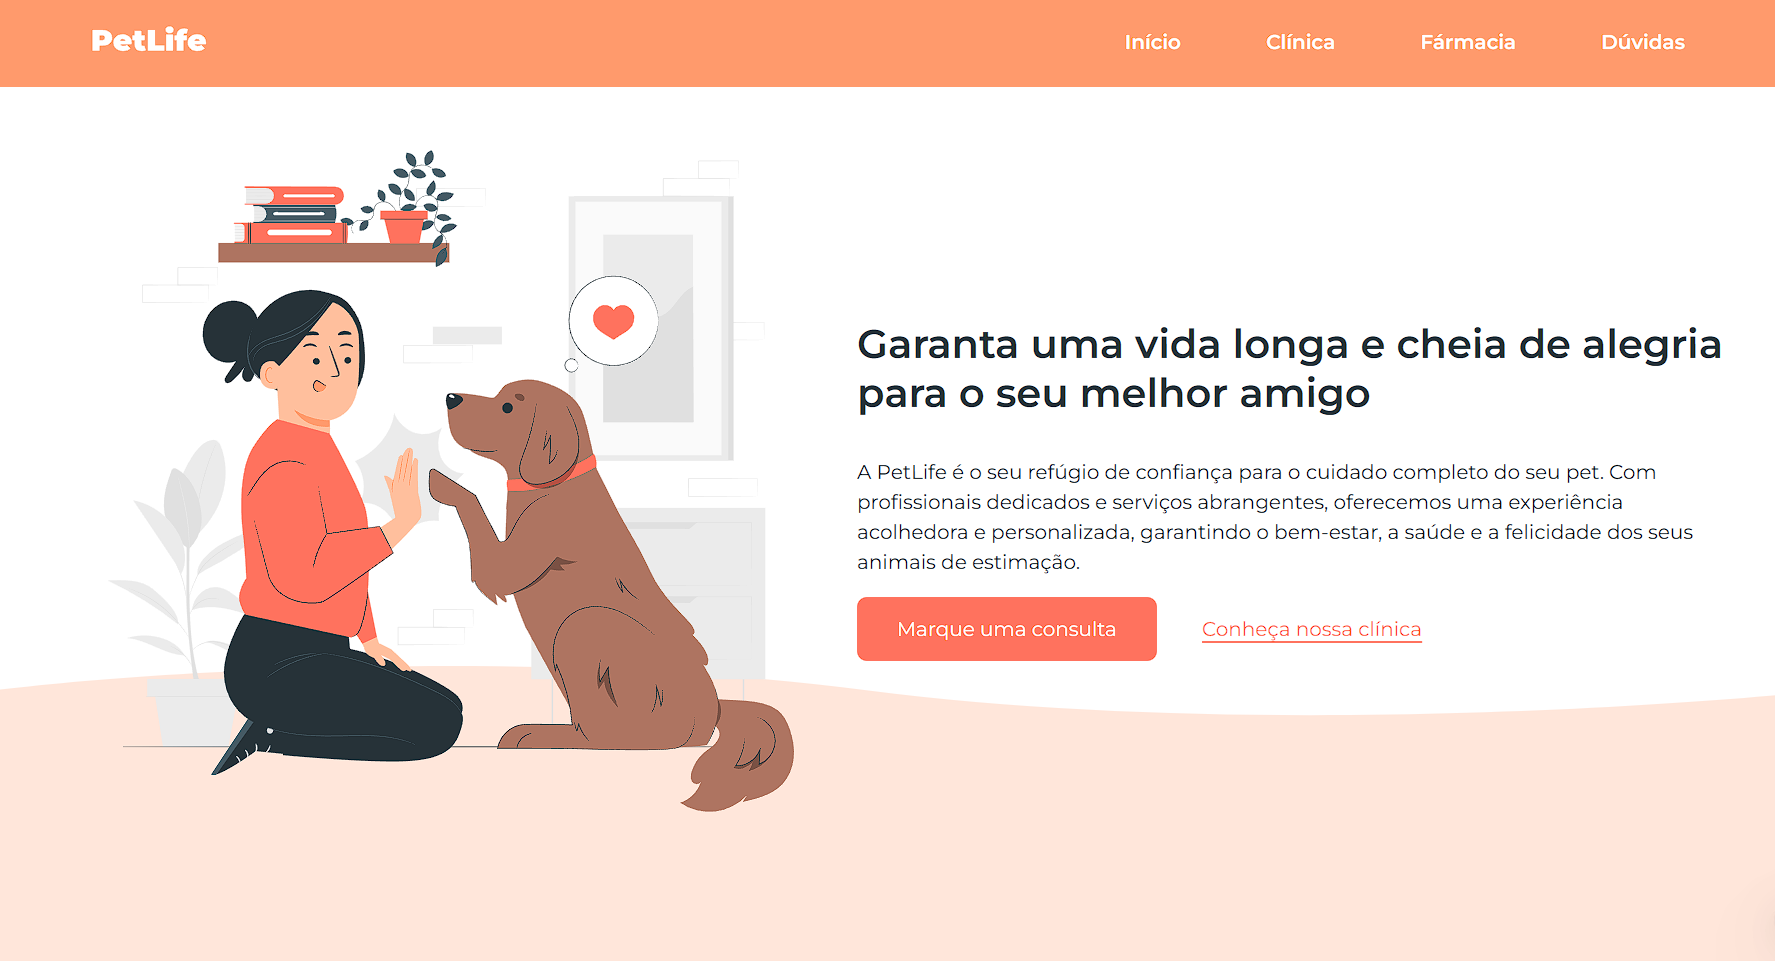 PetLife
Início
Clínica
Fármacia
Dúvidas
Garanta uma vida longa e cheia de alegria
para o seu melhor amigo
A PetLife é o seu refúgio de confiança para o cuidado completo do seu pet. Com
profissionais dedicados e serviços abrangentes, oferecemos uma experiência
acolhedora e personalizada, garantindo o bem-estar, a saúde e a felicidade dos seus
animais de estimação.
Marque uma consulta
Conheça nossa clínica